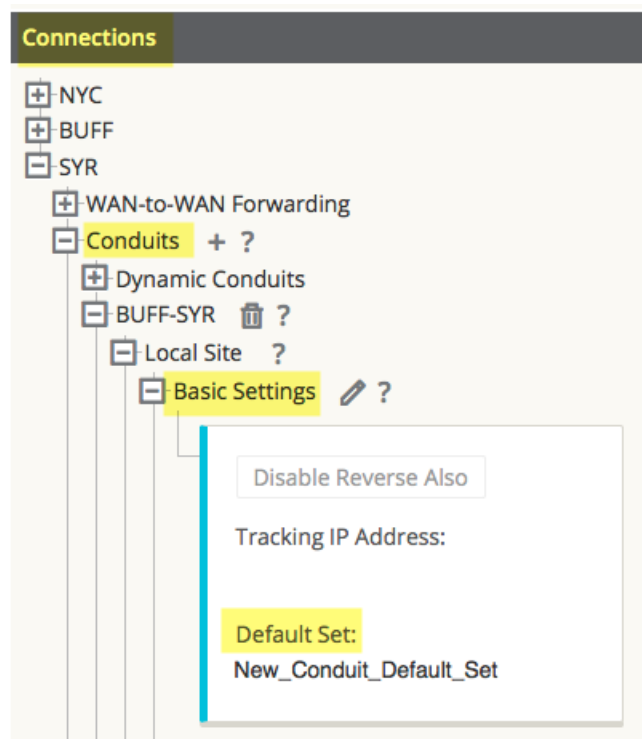 Connections
NYC
BUFF
SYR
WAN-to-WAN Forwarding
Conduits + ?
Dynamic Conduits
BUFF-SYR ?
Local Site ?
Basic Settings ?
Disable Reverse Also
Tracking IP Address:
Default Set:
New_Conduit_Default_Set